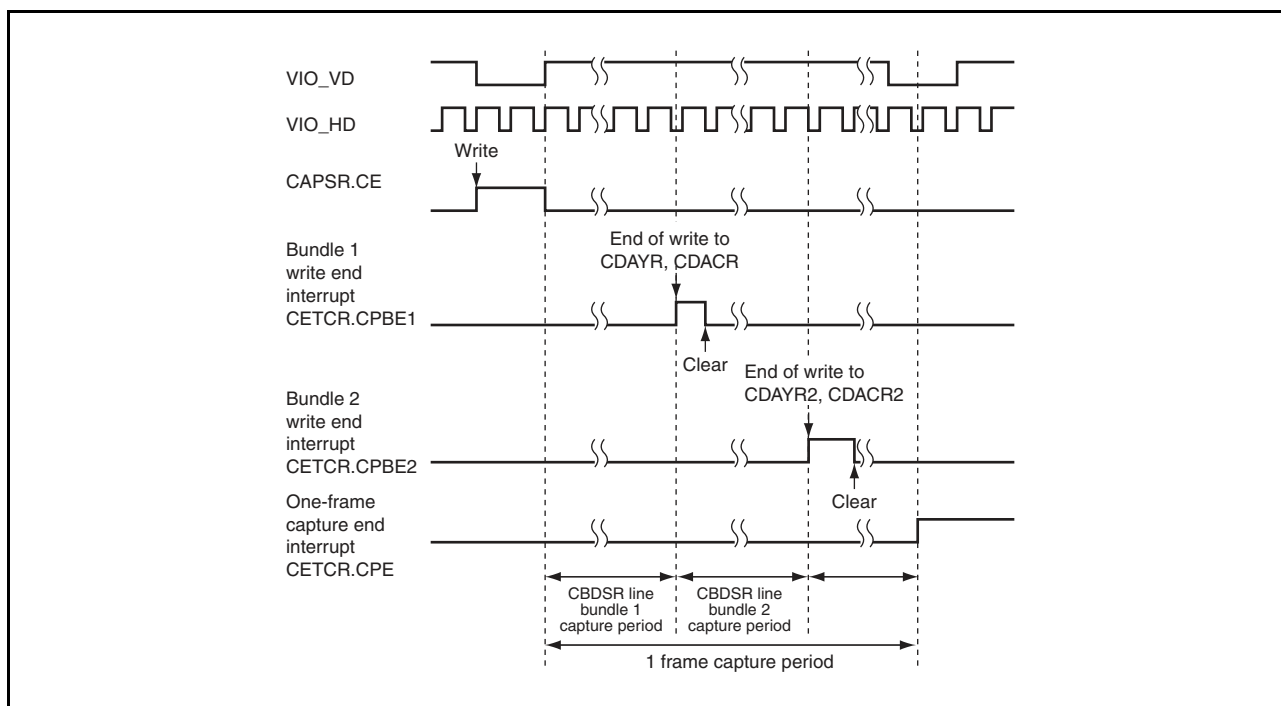 VIO_VD
VIO_HD
Write
CAPSR.CE
Bundle 1
write end
interrupt
CETCR.CPBE1
End of write to
CDAYR, CDACR
Clear
Bundle 2
write end
interrupt
CETCR.CPBE2
End of write to
CDAYR2, CDACR2
Clear
One-frame
capture end
interrupt
CETCR.CPE
CBDSR line
bundle 1
capture period
CBDSR line
bundle 2
capture period
1 frame capture period